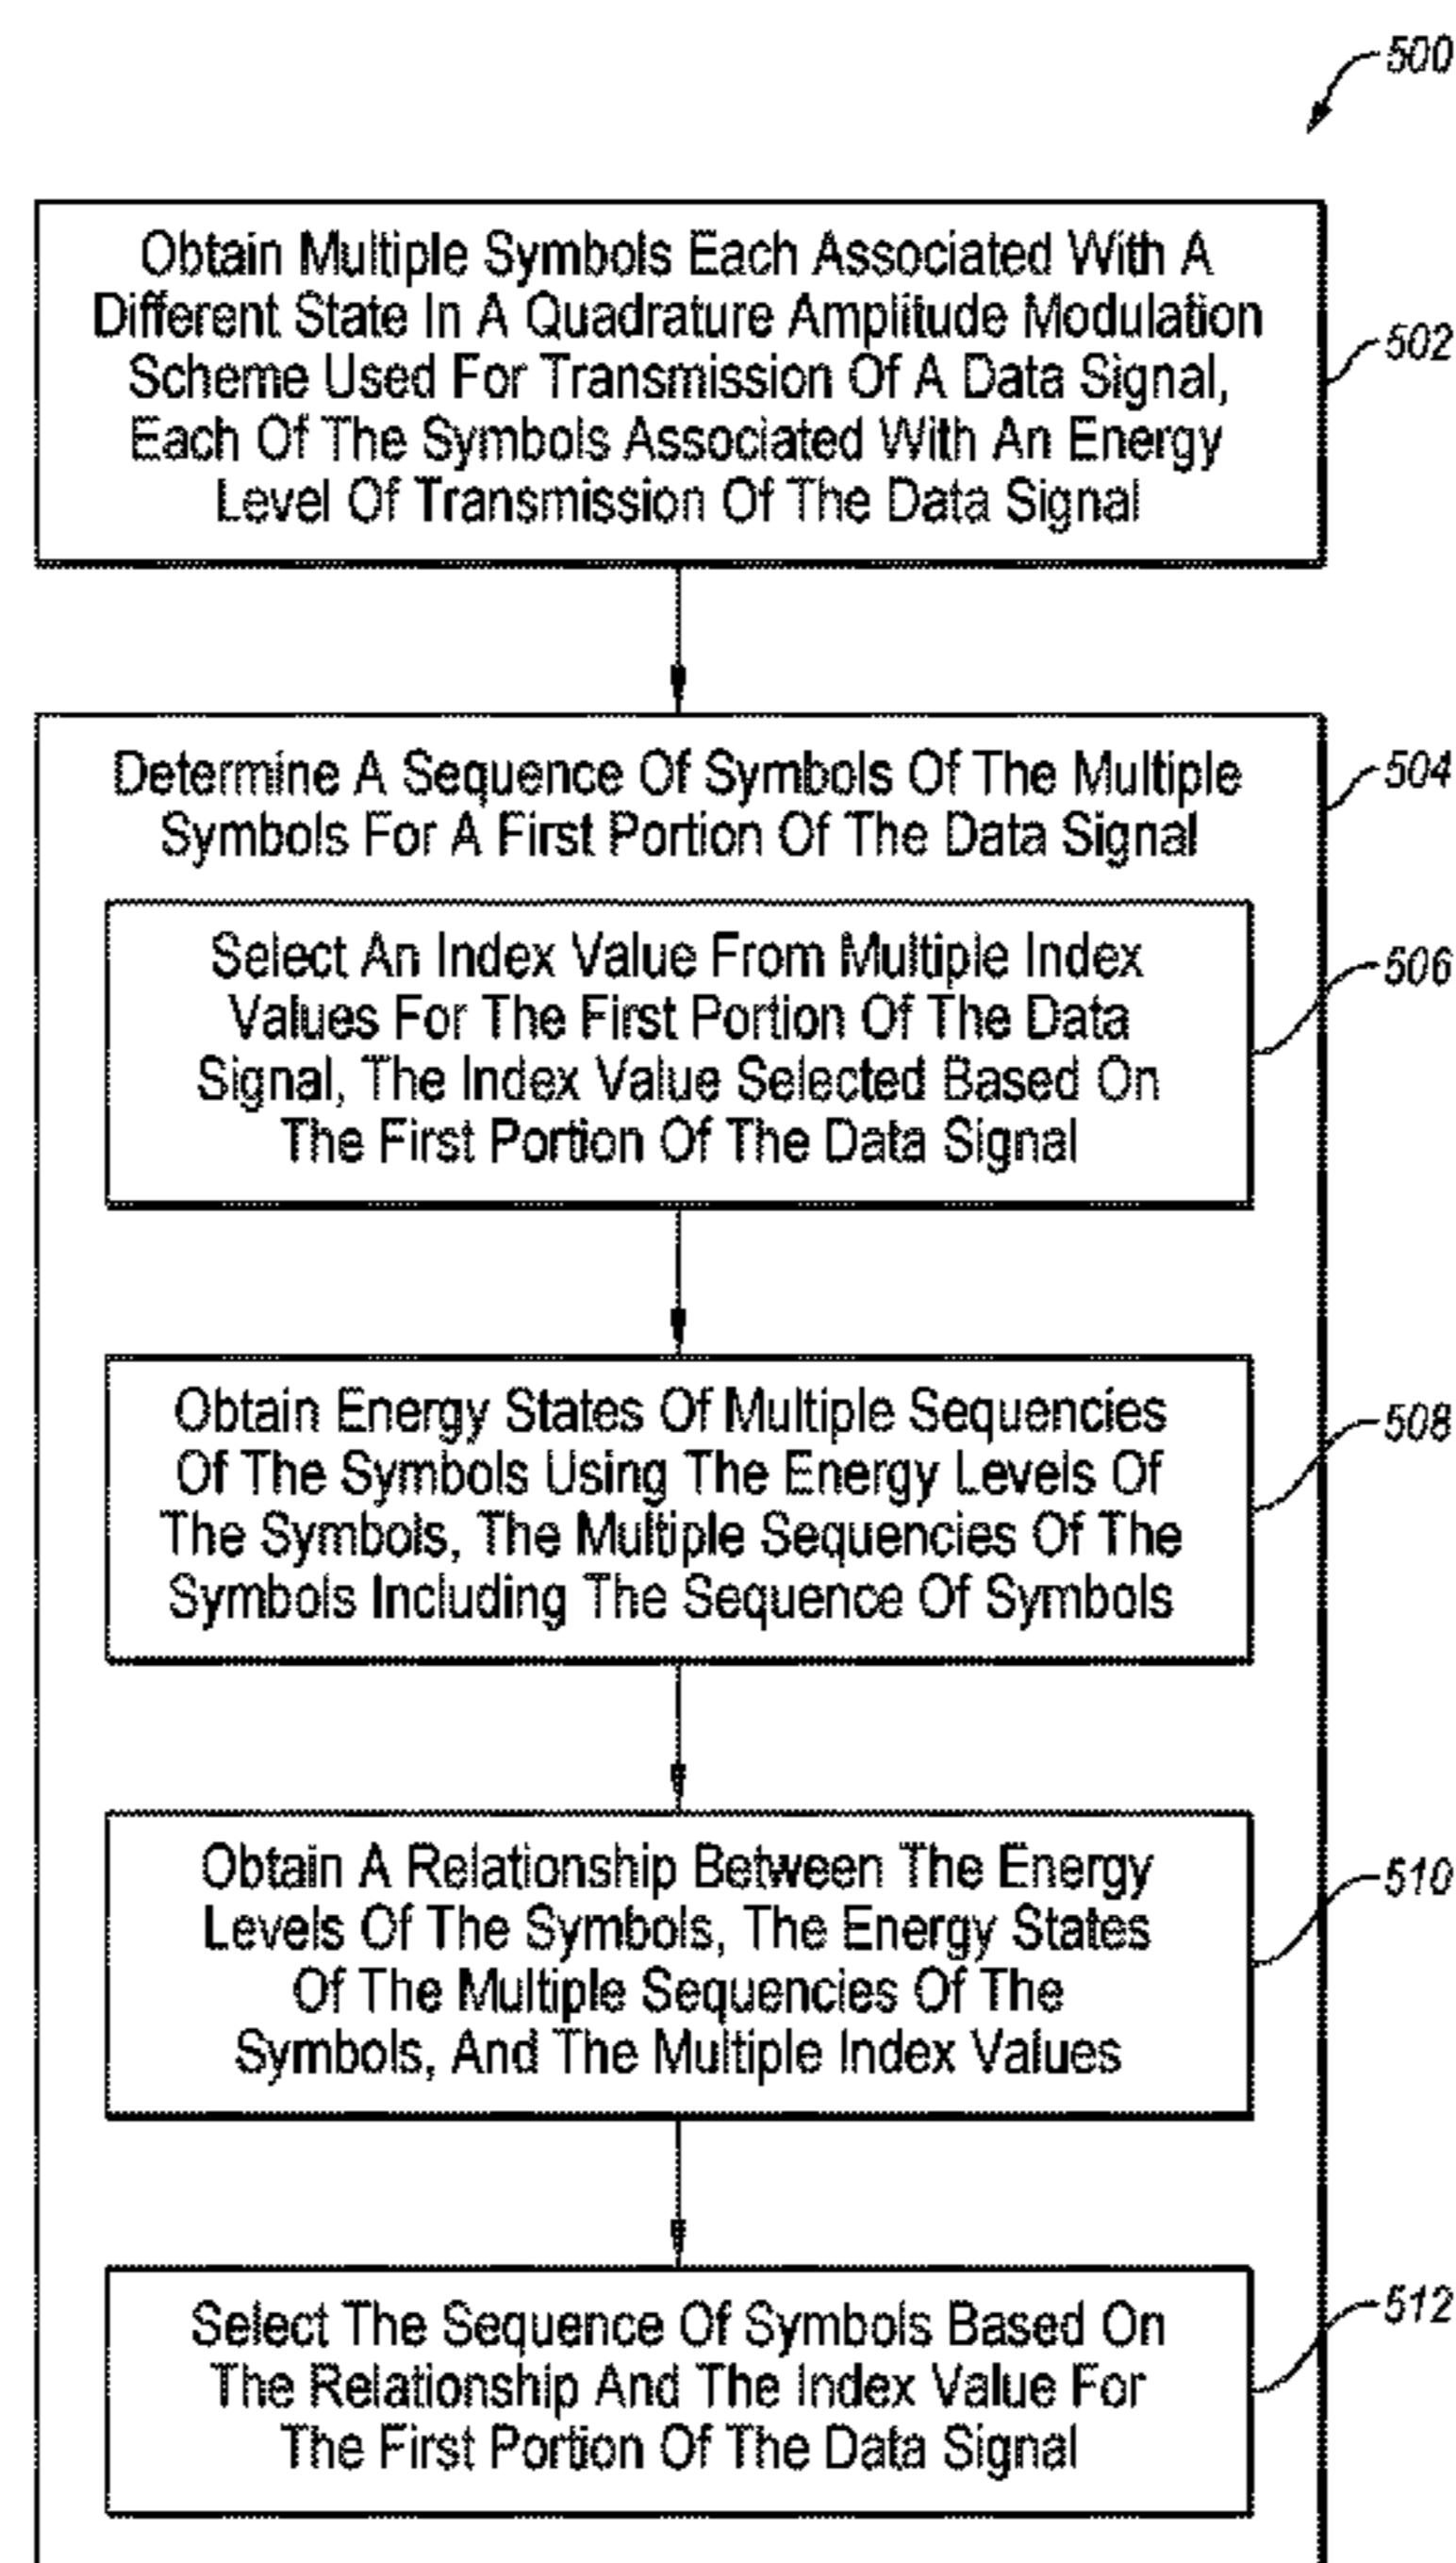 500
Obtain Multiple Symbols Each Associated With A
Different State In A Quadrature Amplitude Modulation
Scheme Used For Transmission Of A Data Signal,
Each Of The Symbols Associated With An Energy
Level Of Transmission Of The Data Signal
502
Determine A Sequence Of Symbols Of The Multiple
Symbols For A First Portion Of The Data Signal
504
Select An Index Value From Multiple Index
Values For The First Portion Of The Data
Signal, The Index Value Selected Based On
The First Portion Of The Data Signal
506
Obtain Energy States Of Multiple Sequencies
Of The Symbols Using The Energy Levels Of
The Symbols, The Multiple Sequencies Of The
Symbols Including The Sequence Of Symbols
508
Obtain A Relationship Between The Energy
Levels Of The Symbols, The Energy States
Of The Multiple Sequencies Of The
Symbols, And The Multiple Index Values
510
Select The Sequence Of Symbols Based On
The Relationship And The Index Value For
The First Portion Of The Data Signal
512